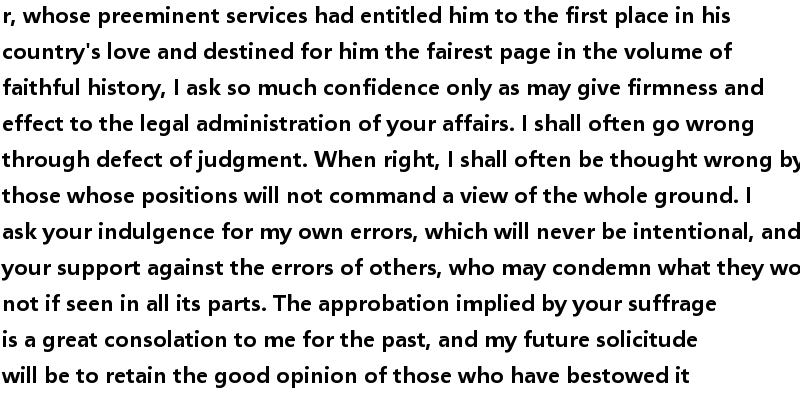 r, whose preeminent services had entitled him to the first place in his
country's love and destined for him the fairest page in the volume of
faithful history, I ask so much confidence only as may give firmness and
effect to the legal administration of your affairs. I shall often go wrong
through defect of judgment. When right, I shall often be thought wrong by
those whose positions will not command a view of the whole ground. I
ask your indulgence for my own errors, which will never be intentional, and
your support against the errors of others, who may condemn what they wo
not if seen in all its parts. The approbation implied by your suffrage
is a great consolation to me for the past, and my future solicitude
will be to retain the good opinion of those who have bestowed it